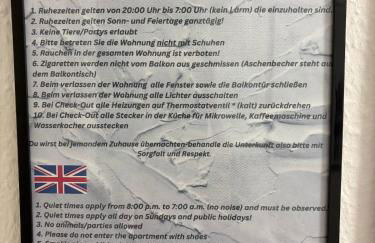 1. Ruhezeiten gelten von 20:00 Uhr bis 7:00 Uhr (kein Lärm) die einzuhalten sind.
2. Ruhezeiten gelten Sonn- und Feiertage ganztägig!
3. Keine Tiere/Partys erlaubt
4. Bitte betreten Sie die Wohnung nicht mit Schuhen
5. Rauchen in der gesamten Wohnung ist verboten!
6. Zigaretten werden nicht vom Balkon aus geschmissen (Aschenbecher steht auf
dem Balkontisch)
7. Beim verlassen der Wohnung alle Fenster sowie die Balkontür schließen
8. Beim verlassen der Wohnung Alle Lichter ausschalten
9. Bei Check-Out alle Heizungen auf Thermostatventil * (kalt) zurückdrehen
10. Bei Check-Out alle Stecker in der Küche für Mikrowelle, Kaffeemaschine und
Wasserkocher ausstecken
Du wirst bei jemandem Zuhause übernachten-behandle die Unterkunft also bitte mit
Sorgfalt und Respekt.
1. Quiet times apply from 8:00 p.m. to 7:00 a.m. (no noise) and must be observed.
2. Quiet times apply all day on Sundays and public holidays!
3. No animals/parties allowed
4. Please do not enter the apartment with shoes